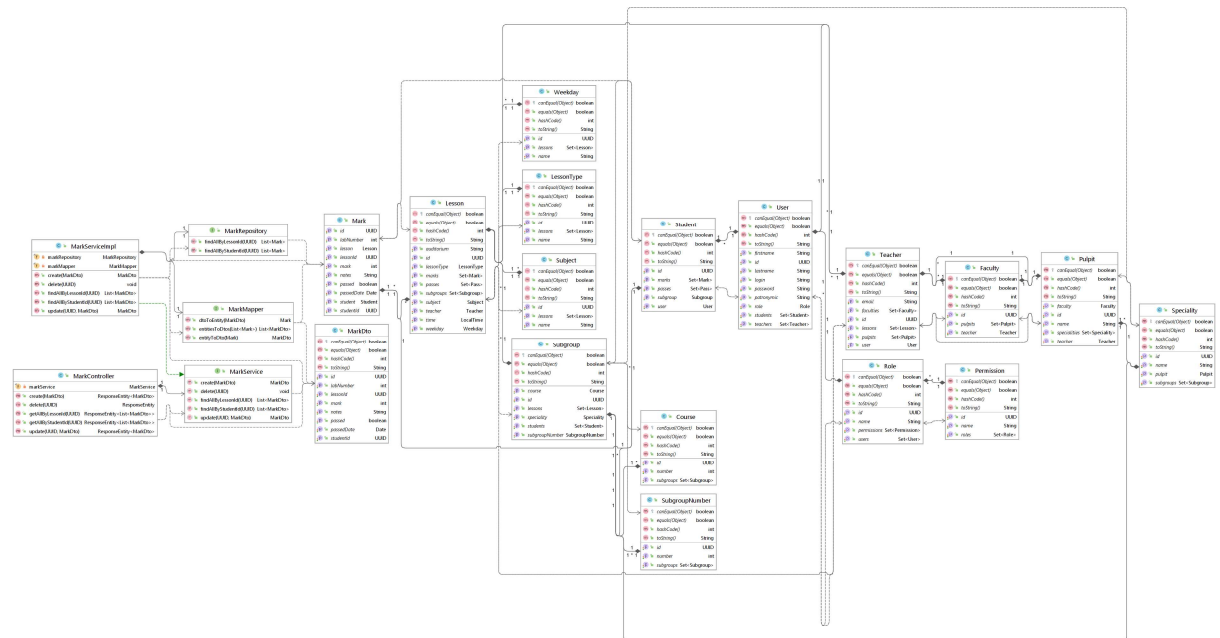 MarkServiceImpl
markRepository MarkRepository
markMapper MarkMapper
create(MarkDto) MarkDto
delete(UUID) void
findAllByLessonId(UUID) List<MarkDto>
findAllByStudentId(UUID) List<MarkDto>
update(UUID, MarkDto) MarkDto
MarkController
markService MarkService
create(MarkDto) ResponseEntity<MarkDto>
delete(UUID) ResponseEntity
getAllByLessonId(UUID) ResponseEntity<List<MarkDto>>
getAllByStudentId(UUID) ResponseEntity<List<MarkDto>>
update(UUID, MarkDto) ResponseEntity<MarkDto>
MarkRepository
findAllByLessonId(UUID) List<Mark>
findAllByStudentId(UUID) List<Mark>
MarkMapper
dtoToEntity(MarkDto) Mark
entitiesToDtos(List<Mark>) List<MarkDto>
entityToDto(Mark) MarkDto
MarkService
create(MarkDto) MarkDto
delete(UUID) void
findAllByLessonId(UUID) List<MarkDto>
findAllByStudentId(UUID) List<MarkDto>
update(UUID, MarkDto) MarkDto
Mark
id UUID
labNumber int
lesson Lesson
lessonId UUID
mark int
notes String
passed boolean
passedDate Date
student Student
studentId UUID
MarkDto
canEqual(Object) boolean
equals(Object) boolean
hashCode() int
toString() String
id UUID
labNumber int
lessonId UUID
mark int
notes String
passed boolean
passedDate Date
studentId UUID
Lesson
canEqual(Object) boolean
equals(Object) boolean
hashCode() int
toString() String
auditorium String
id UUID
lessonType LessonType
marks Set<Mark>
passes Set<Pass>
subgroups Set<Subgroup>
subject Subject
teacher Teacher
time LocalTime
weekday Weekday
Weekday
canEqual(Object) boolean
equals(Object) boolean
hashCode() int
toString() String
id UUID
lessons Set<Lesson>
name String
LessonType
canEqual(Object) boolean
equals(Object) boolean
hashCode() int
toString() String
id UUID
lessons Set<Lesson>
name String
Subject
canEqual(Object) boolean
equals(Object) boolean
hashCode() int
toString() String
id UUID
lessons Set<Lesson>
name String
Subgroup
canEqual(Object) boolean
equals(Object) boolean
hashCode() int
toString() String
course Course
id UUID
lessons Set<Lesson>
speciality Speciality
students Set<Student>
subgroupNumber SubgroupNumber
Student
canEqual(Object) boolean
equals(Object) boolean
hashCode() int
toString() String
id UUID
marks Set<Mark>
passes Set<Pass>
subgroup Subgroup
user User
Course
canEqual(Object) boolean
equals(Object) boolean
hashCode() int
toString() String
id UUID
number int
subgroups Set<Subgroup>
SubgroupNumber
canEqual(Object) boolean
equals(Object) boolean
hashCode() int
toString() String
id UUID
number int
subgroups Set<Subgroup>
User
canEqual(Object) boolean
equals(Object) boolean
hashCode() int
toString() String
firstname String
id UUID
lastname String
login String
password String
patronymic String
role Role
students Set<Student>
teachers Set<Teacher>
Teacher
canEqual(Object) boolean
equals(Object) boolean
hashCode() int
toString() String
email String
faculties Set<Faculty>
id UUID
lessons Set<Lesson>
pulpits Set<Pulpit>
user User
Role
canEqual(Object) boolean
equals(Object) boolean
hashCode() int
toString() String
id UUID
name String
permissions Set<Permission>
users Set<User>
Faculty
canEqual(Object) boolean
equals(Object) boolean
hashCode() int
toString() String
id UUID
pulpits Set<Pulpit>
teacher Teacher
Permission
canEqual(Object) boolean
equals(Object) boolean
hashCode() int
toString() String
id UUID
name String
roles Set<Role>
Pulpit
canEqual(Object) boolean
equals(Object) boolean
hashCode() int
toString() String
faculty Faculty
id UUID
name String
specialities Set<Speciality>
teacher Teacher
Speciality
canEqual(Object) boolean
equals(Object) boolean
hashCode() int
toString() String
id UUID
name String
pulpit Pulpit
subgroups Set<Subgroup>